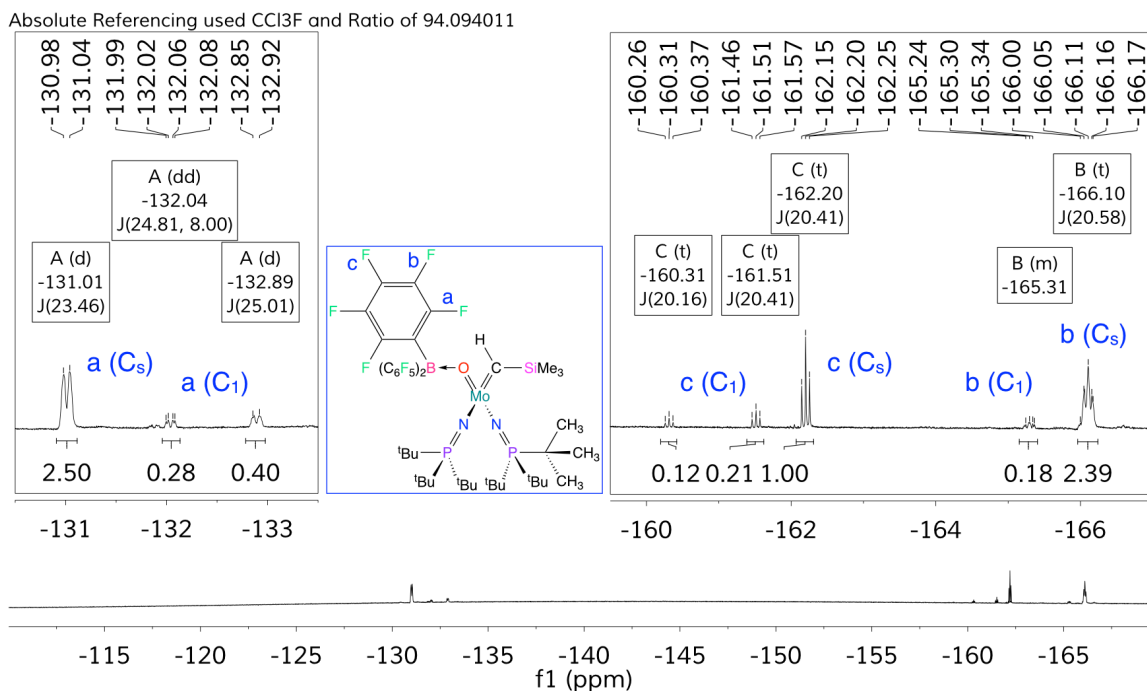 Absolute Referencing used CCl3F and Ratio of 94.094011
-130.98
-131.04
-131.99
-132.02
-132.06
-132.08
-132.85
-132.92
A (dd)
-132.04
J(24.81, 8.00)
A (d)
-131.01
J(23.46)
A (d)
-132.89
J(25.01)
a (Cs)
a (C1)
2.50
0.28
0.40
-131
-132
-133
c
F
b
F
a
F
F
F
(C6F5)2B
O
H
SiMe3
Mo
N
N
P
P
tBu
tBu
tBu
tBu
tBu
CH3
CH3
CH3
-160.26
-160.31
-160.37
-161.46
-161.51
-161.57
-162.15
-162.20
-162.25
-165.24
-165.30
-165.34
-166.00
-166.05
-166.11
-166.16
-166.17
C (t)
-162.20
J(20.41)
B (t)
-166.10
J(20.58)
C (t)
-160.31
J(20.16)
C (t)
-161.51
J(20.41)
B (m)
-165.31
c (C1)
c (Cs)
b (C1)
b (Cs)
0.12
0.21
1.00
0.18
2.39
-160
-162
-164
-166
-115
-120
-125
-130
-135
-140
-145
-150
-155
-160
-165
f1 (ppm)